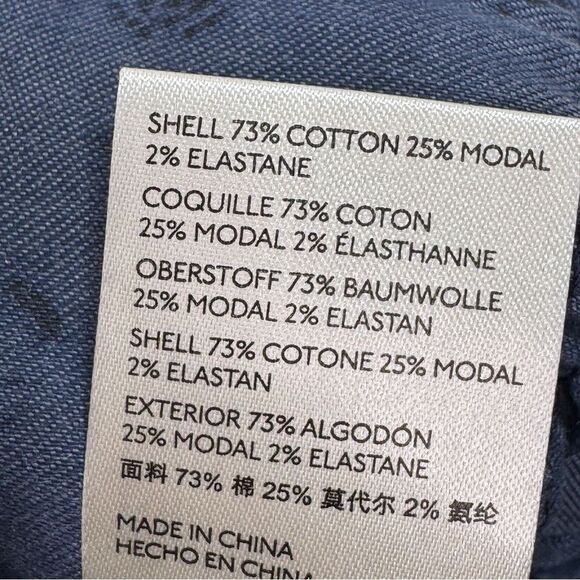 SHELL 73% COTTON 25% MODAL
2% ELASTANE
COQUILLE 73% COTON
25% MODAL 2% ÉLASTHANNE
OBERSTOFF 73% BAUMWOLLE
25% MODAL 2% ELASTAN
SHELL 73% COTONE 25% MODAL
2% ELASTAN
EXTERIOR 73% ALGODÓN
25% MODAL 2% ELASTANE
面料 73% 棉 25% 莫代尔 2% 氨纶
MADE IN CHINA
HECHO EN CHINA